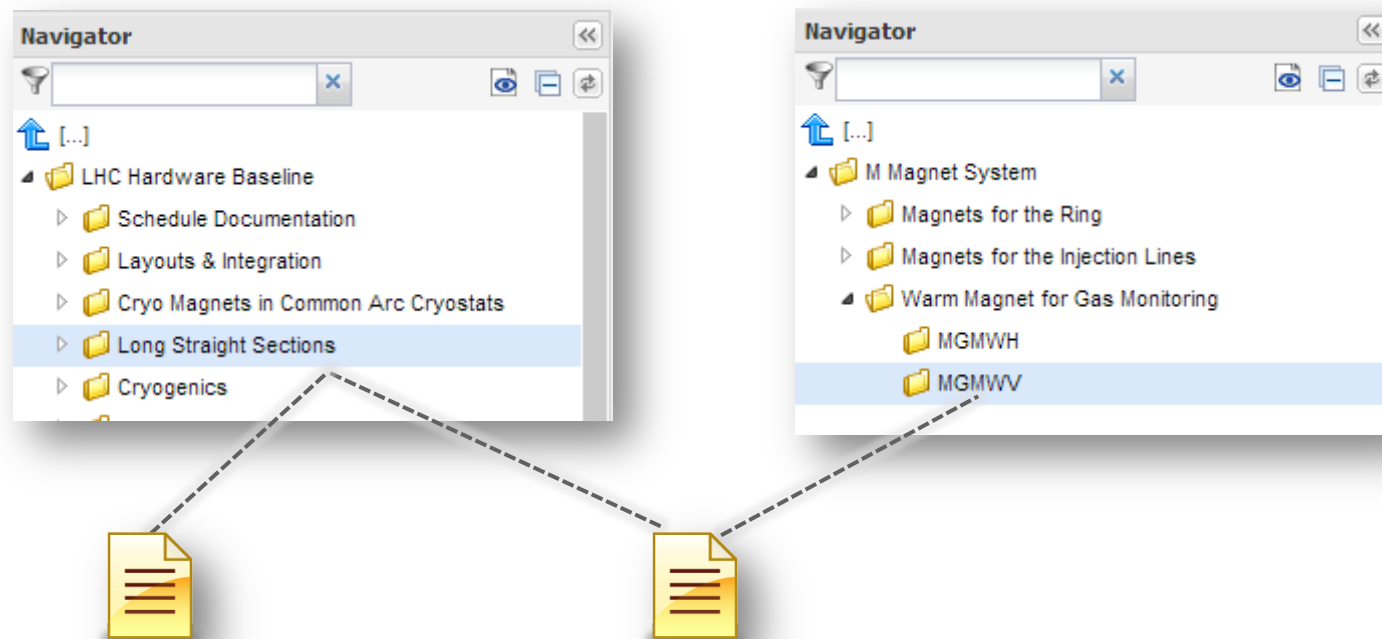 Navigator
[...]
LHC Hardware Baseline
Schedule Documentation
Layouts & Integration
Cryo Magnets in Common Arc Cryostats
Long Straight Sections
Cryogenics
Navigator
[...]
M Magnet System
Magnets for the Ring
Magnets for the Injection Lines
Warm Magnet for Gas Monitoring
MGMWH
MGMWV